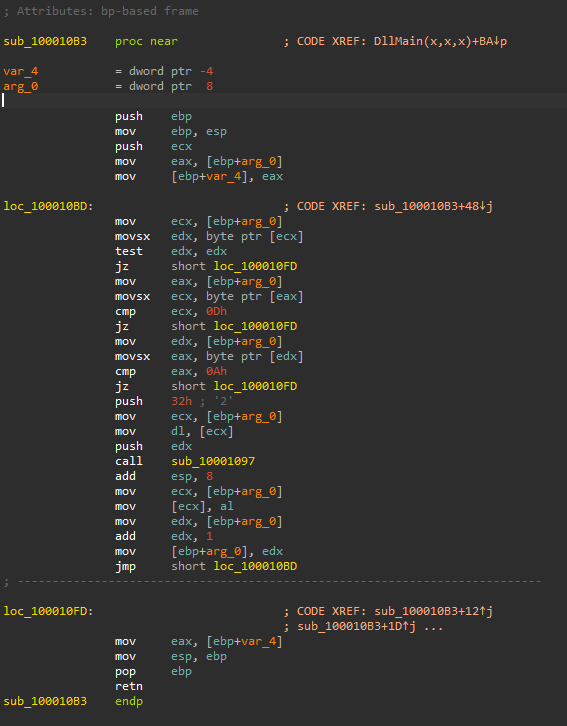 ; Attributes: bp-based frame
sub_100010B3 proc near ; CODE XREF: DllMain(x,x,x)+BA↓p
var_4 = dword ptr -4
arg_0 = dword ptr 8
push ebp
mov ebp, esp
push ecx
mov eax, [ebp+arg_0]
mov [ebp+var_4], eax
loc_100010BD: ; CODE XREF: sub_100010B3+48↓j
mov ecx, [ebp+arg_0]
movsx edx, byte ptr [ecx]
test edx, edx
jz short loc_100010FD
mov eax, [ebp+arg_0]
movsx ecx, byte ptr [eax]
cmp ecx, 0Dh
jz short loc_100010FD
mov edx, [ebp+arg_0]
movsx eax, byte ptr [edx]
cmp eax, 0Ah
jz short loc_100010FD
push 32h ; '2'
mov ecx, [ebp+arg_0]
mov dl, [ecx]
push edx
call sub_10001097
add esp, 8
mov ecx, [ebp+arg_0]
mov [ecx], al
mov edx, [ebp+arg_0]
add edx, 1
mov [ebp+arg_0], edx
jmp short loc_100010BD
; ---------------------------------------------------------------------------
loc_100010FD: ; CODE XREF: sub_100010B3+12↑j
; sub_100010B3+1D↑j ...
mov eax, [ebp+var_4]
mov esp, ebp
pop ebp
retn
sub_100010B3 endp